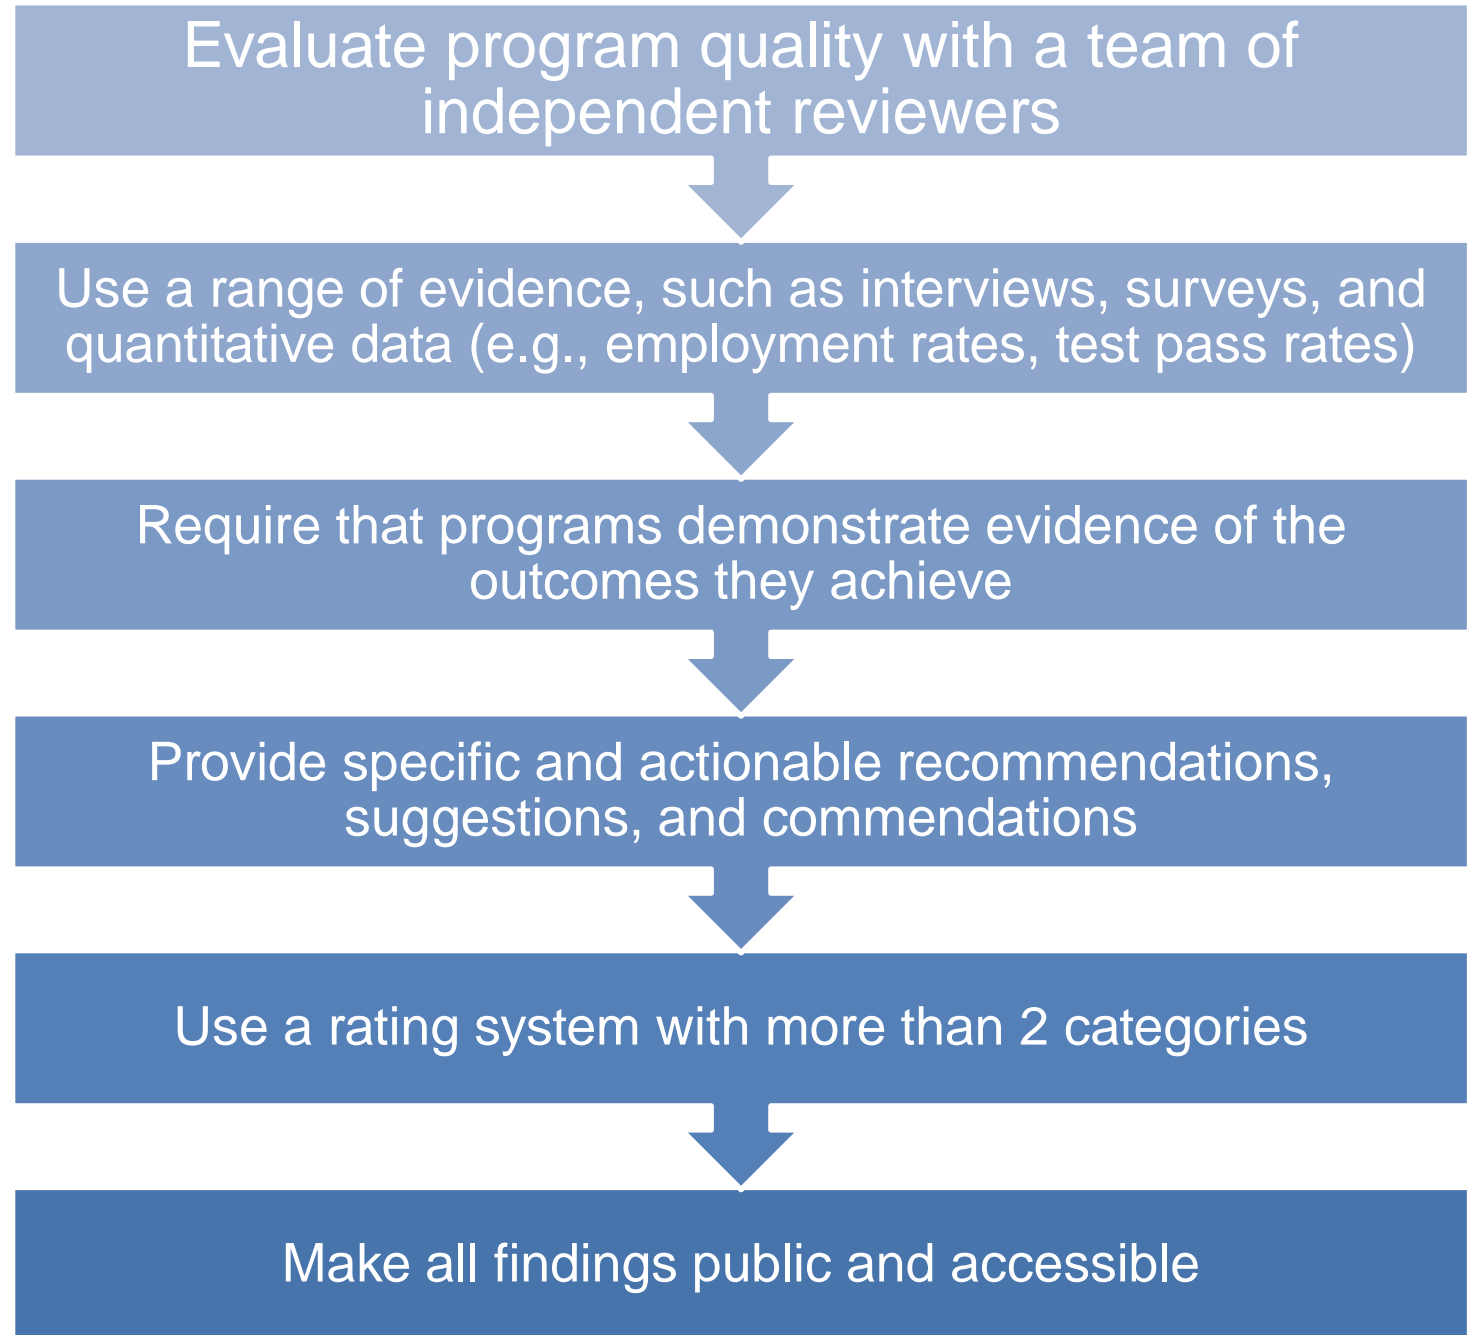 Evaluate program quality with a team of
independent reviewers
Use a range of evidence, such as interviews, surveys, and
quantitative data (e.g., employment rates, test pass rates)
Require that programs demonstrate evidence of the
outcomes they achieve
Provide specific and actionable recommendations,
suggestions, and commendations
Use a rating system with more than 2 categories
Make all findings public and accessible